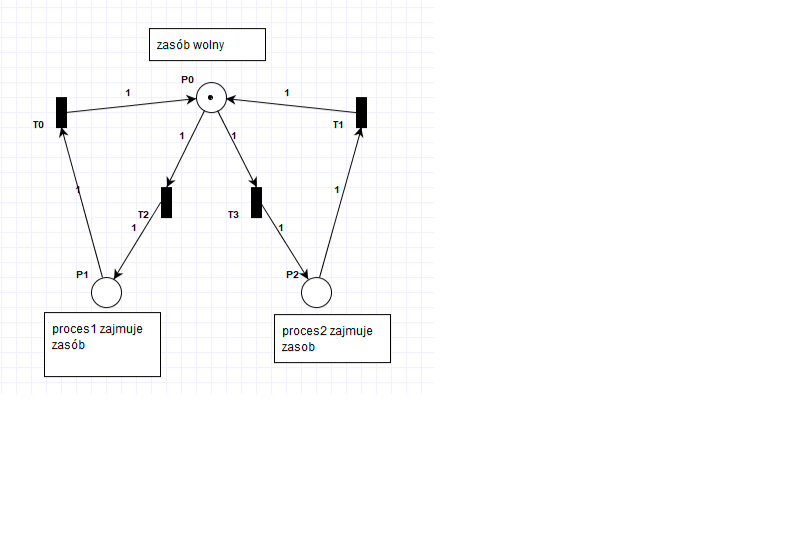 zasób wolny
P0
1
1
T0
T1
1
1
1
1
T2
T3
1
1
P1
P2
proces1 zajmuje
zasób
proces2 zajmuje
zasob